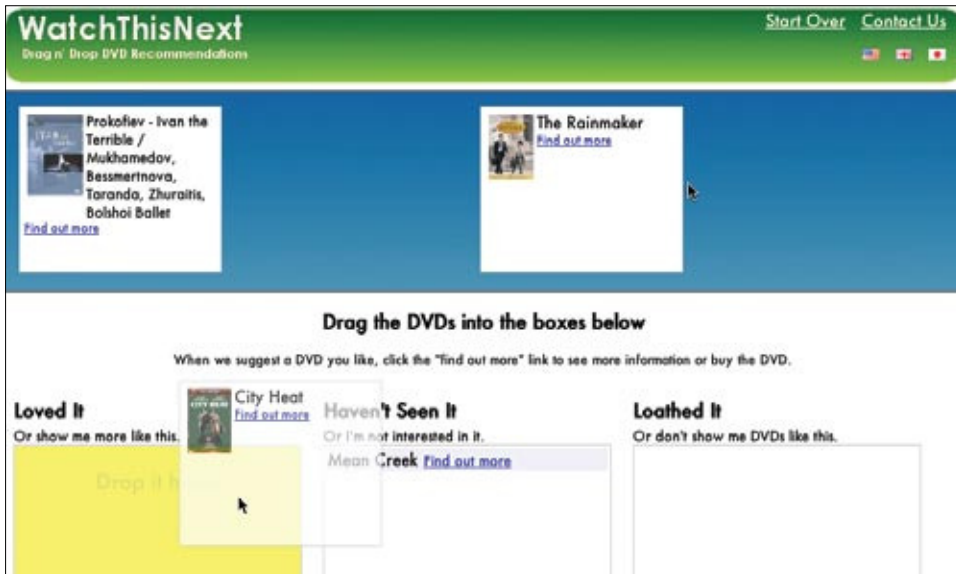 WatchThisNext
Start Over Contact Us
Drag n' Drop DVD Recommendations
Prokofiev - Ivan the
Terrible /
Mukhamedov,
Bessmertnova,
Taranda, Zhuraitis,
Bolshoi Ballet
Find out more
The Rainmaker
Find out more
Drag the DVDs into the boxes below
When we suggest a DVD you like, click the "find out more" link to see more information or buy the DVD.
City Heat
Find out more
Loved It
Or show me more like this.
Drop it h
Haven't Seen It
Or I'm not interested in it.
Mean Creek Find out more
Loathed It
Or don't show me DVDs like this.